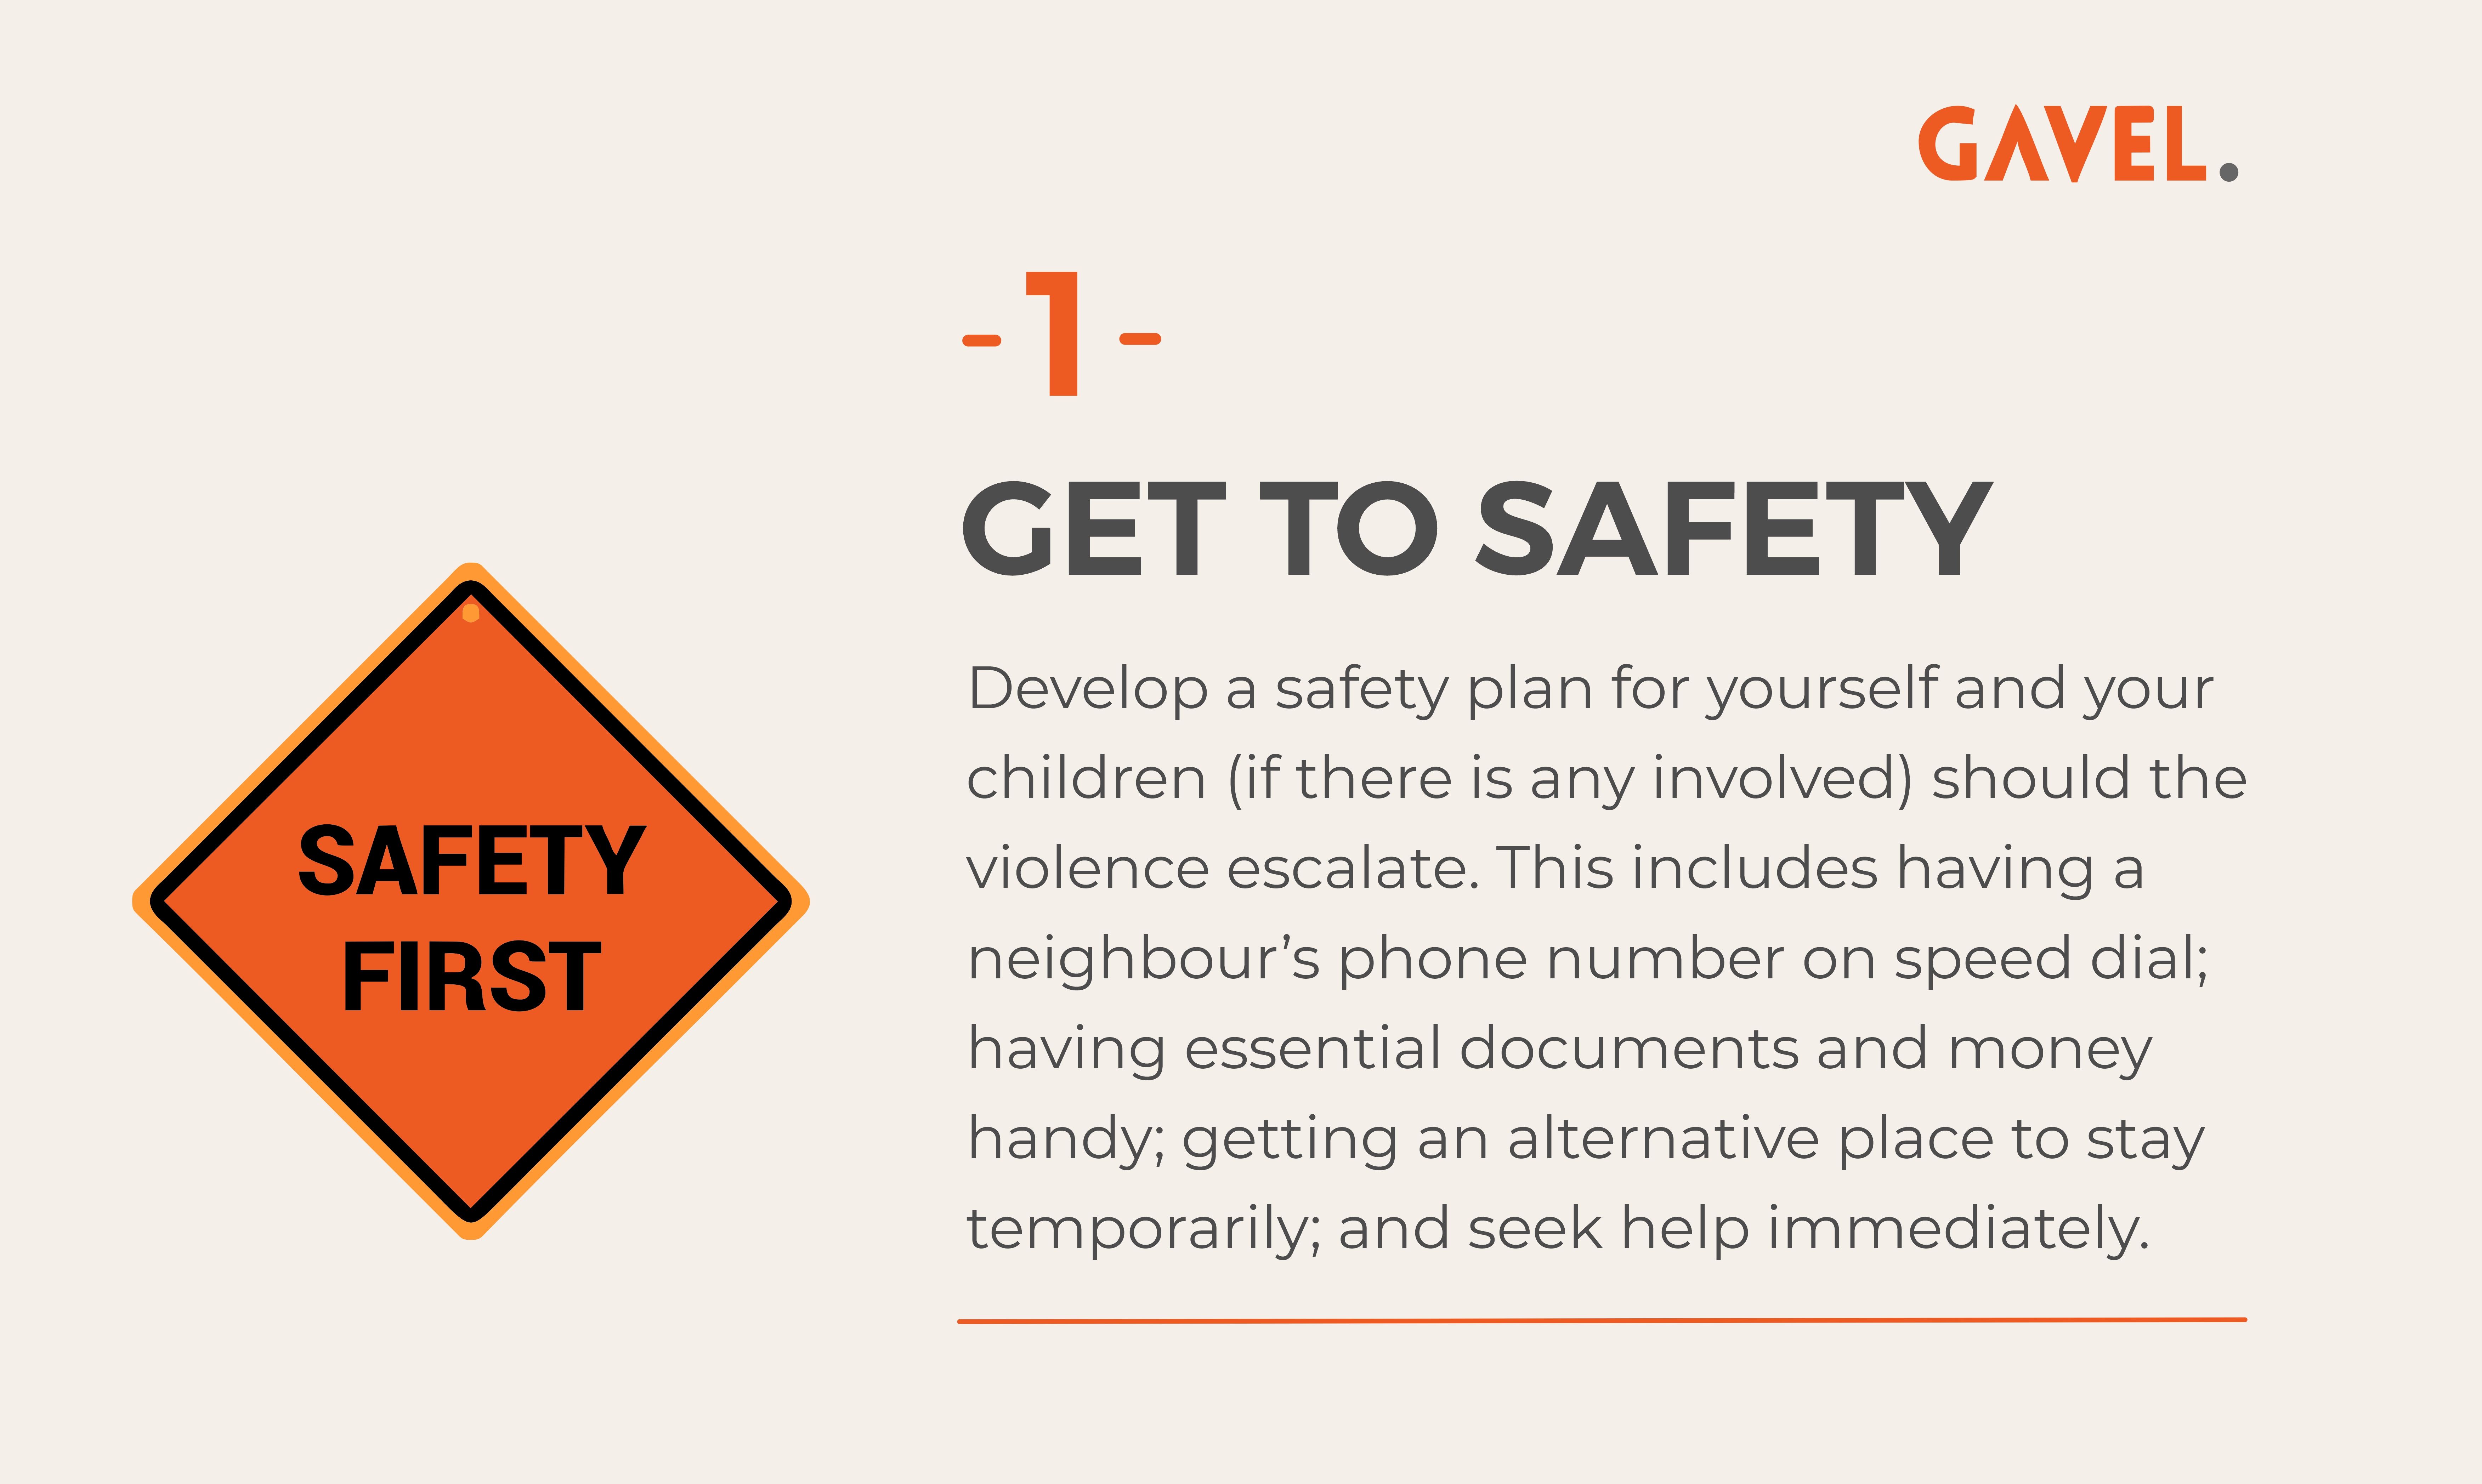 GAVEL.
-1-
GET TO SAFETY
Develop a safety plan for yourself and your
children (if there is any involved) should the
violence escalate. This includes having a
neighbour’s phone number on speed dial;
having essential documents and money
handy; getting an alternative place to stay
temporarily; and seek help immediately.
SAFETY
FIRST